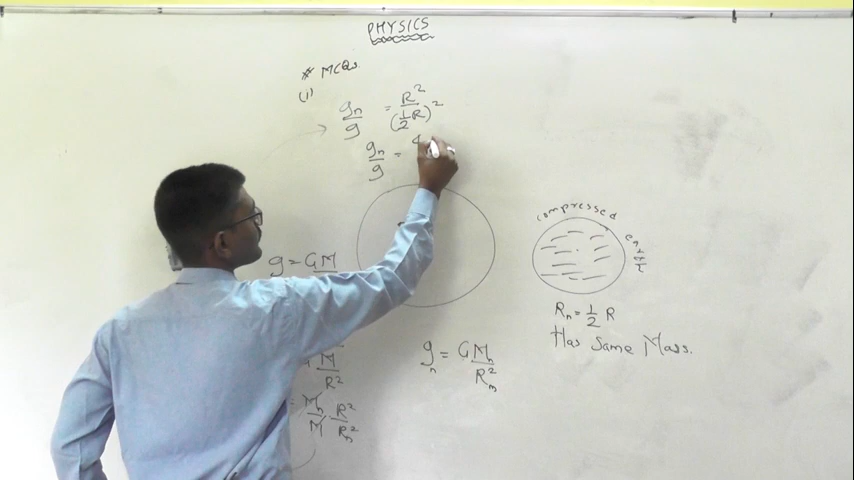 PHYSICS
# MCQs.
(1)
gn/g = R²/(½R)²
gn/g = 4
g = GM
compressed
earth
Rn = ½ R
Has Same Mass.
gn = GMn/Rn²
M/R²
= Mn/M · R²/Rn²